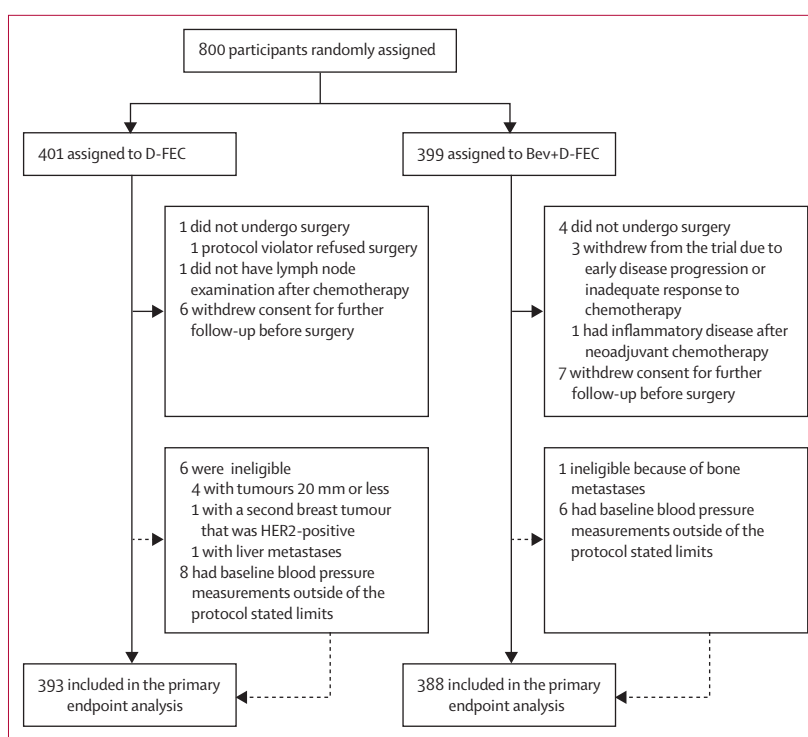 800 participants randomly assigned
401 assigned to D-FEC
399 assigned to Bev+D-FEC
1 did not undergo surgery
1 protocol violator refused surgery
1 did not have lymph node
examination after chemotherapy
6 withdrew consent for further
follow-up before surgery
4 did not undergo surgery
3 withdrew from the trial due to
early disease progression or
inadequate response to
chemotherapy
1 had inflammatory disease after
neoadjuvant chemotherapy
7 withdrew consent for further
follow-up before surgery
6 were ineligible
4 with tumours 20 mm or less
1 with a second breast tumour
that was HER2-positive
1 with liver metastases
8 had baseline blood pressure
measurements outside of the
protocol stated limits
1 ineligible because of bone
metastases
6 had baseline blood pressure
measurements outside of the
protocol stated limits
393 included in the primary
endpoint analysis
388 included in the primary
endpoint analysis